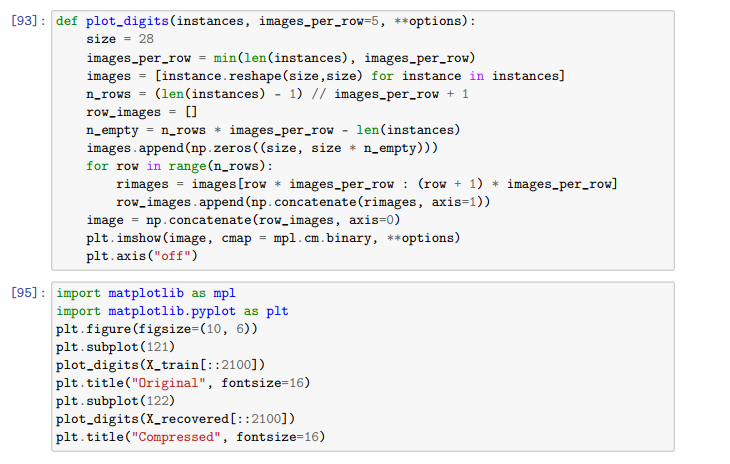 [93]: def plot_digits(instances, images_per_row=5, **options):
    size = 28
    images_per_row = min(len(instances), images_per_row)
    images = [instance.reshape(size,size) for instance in instances]
    n_rows = (len(instances) - 1) // images_per_row + 1
    row_images = []
    n_empty = n_rows * images_per_row - len(instances)
    images.append(np.zeros((size, size * n_empty)))
    for row in range(n_rows):
        rimages = images[row * images_per_row : (row + 1) * images_per_row]
        row_images.append(np.concatenate(rimages, axis=1))
    image = np.concatenate(row_images, axis=0)
    plt.imshow(image, cmap = mpl.cm.binary, **options)
    plt.axis("off")
[95]: import matplotlib as mpl
import matplotlib.pyplot as plt
plt.figure(figsize=(10, 6))
plt.subplot(121)
plot_digits(X_train[::2100])
plt.title("Original", fontsize=16)
plt.subplot(122)
plot_digits(X_recovered[::2100])
plt.title("Compressed", fontsize=16)